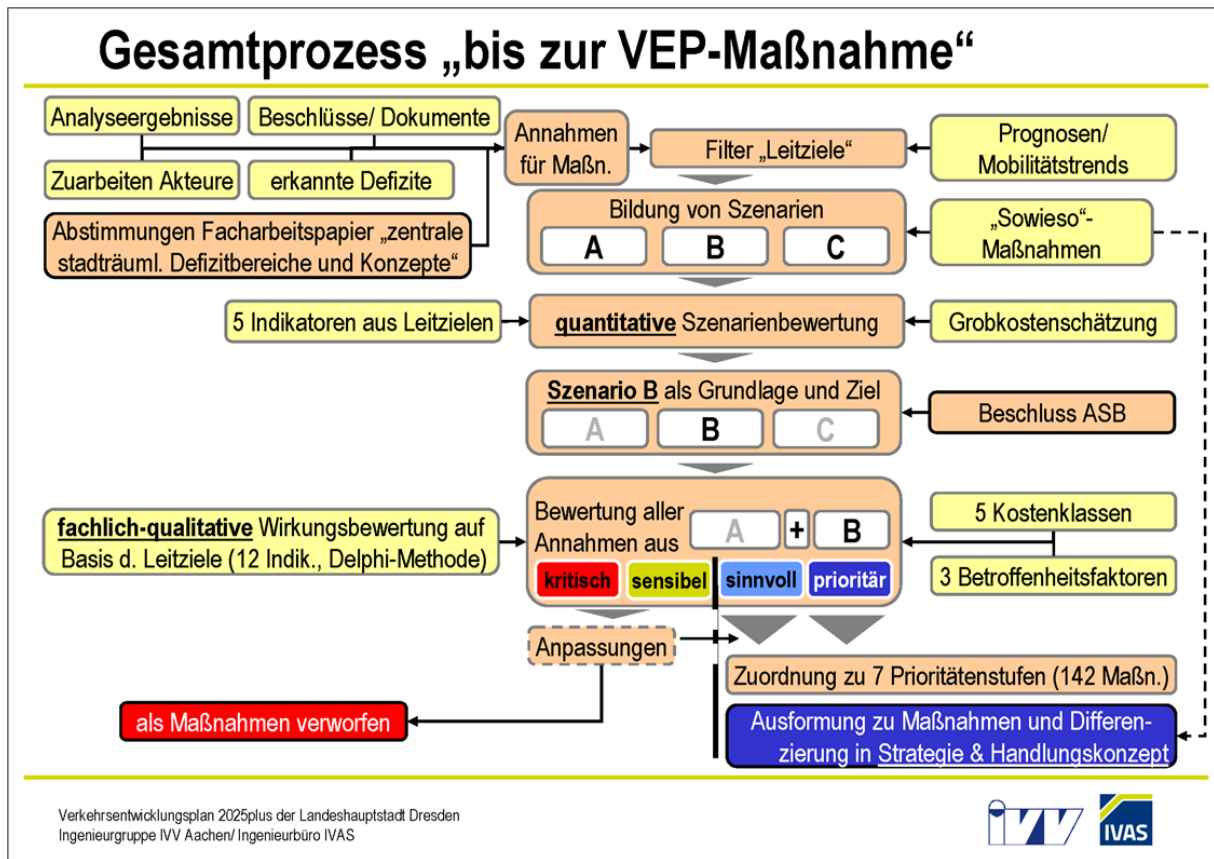 Gesamtprozess „bis zur VEP-Maßnahme“
Analyseergebnisse
Beschlüsse/ Dokumente
Zuarbeiten Akteure
erkannte Defizite
Abstimmungen Facharbeitspapier „zentrale
stadträuml. Defizitbereiche und Konzepte“
Annahmen
für Maßn.
Filter „Leitziele“
Prognosen/
Mobilitätstrends
Bildung von Szenarien
A B C
„Sowieso“-
Maßnahmen
5 Indikatoren aus Leitzielen
quantitative Szenarienbewertung
Grobkostenschätzung
Szenario B als Grundlage und Ziel
A B C
Beschluss ASB
fachlich-qualitative Wirkungsbewertung auf
Basis d. Leitziele (12 Indik., Delphi-Methode)
Bewertung aller
Annahmen aus
A + B
kritisch sensibel sinnvoll prioritär
5 Kostenklassen
3 Betroffenheitsfaktoren
Anpassungen
als Maßnahmen verworfen
Zuordnung zu 7 Prioritätenstufen (142 Maßn.)
Ausformung zu Maßnahmen und Differen-
zierung in Strategie & Handlungskonzept
Verkehrsentwicklungsplan 2025plus der Landeshauptstadt Dresden
Ingenieurgruppe IVV Aachen/ Ingenieurbüro IVAS
IVV
IVAS